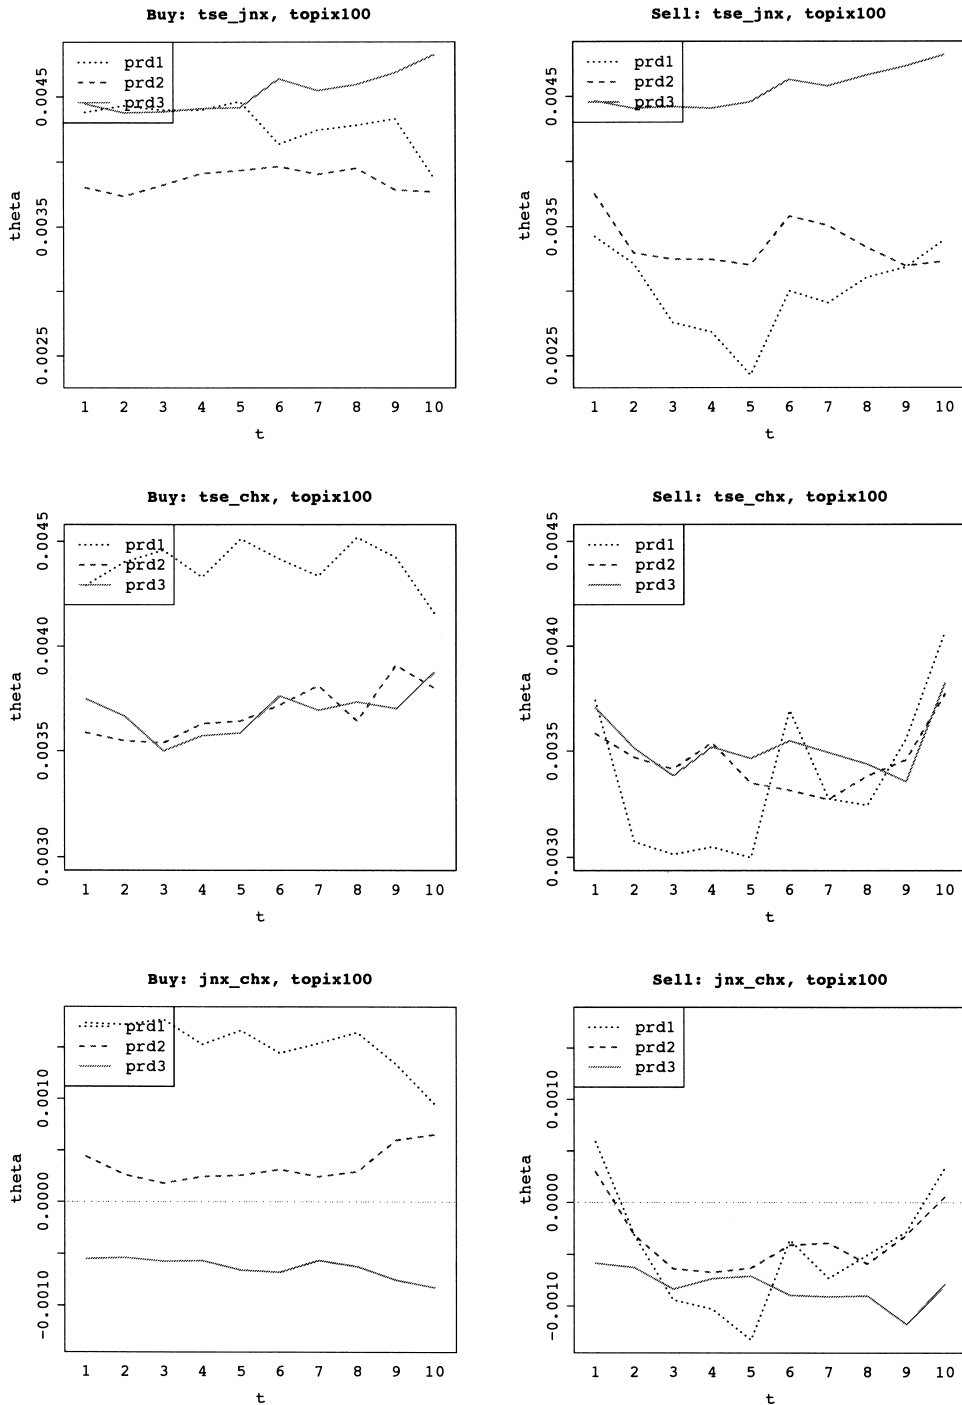 Buy: tse_jnx, topix100
prd1
prd2
prd3
theta
0.0045
0.0035
0.0025
1 2 3 4 5 6 7 8 9 10
t
Sell: tse_jnx, topix100
prd1
prd2
prd3
theta
0.0045
0.0035
0.0025
1 2 3 4 5 6 7 8 9 10
t
Buy: tse_chx, topix100
prd1
prd2
prd3
theta
0.0045
0.0040
0.0035
0.0030
1 2 3 4 5 6 7 8 9 10
t
Sell: tse_chx, topix100
prd1
prd2
prd3
theta
0.0045
0.0040
0.0035
0.0030
1 2 3 4 5 6 7 8 9 10
t
Buy: jnx_chx, topix100
prd1
prd2
prd3
theta
0.0010
0.0000
-0.0010
1 2 3 4 5 6 7 8 9 10
t
Sell: jnx_chx, topix100
prd1
prd2
prd3
theta
0.0010
0.0000
-0.0010
1 2 3 4 5 6 7 8 9 10
t